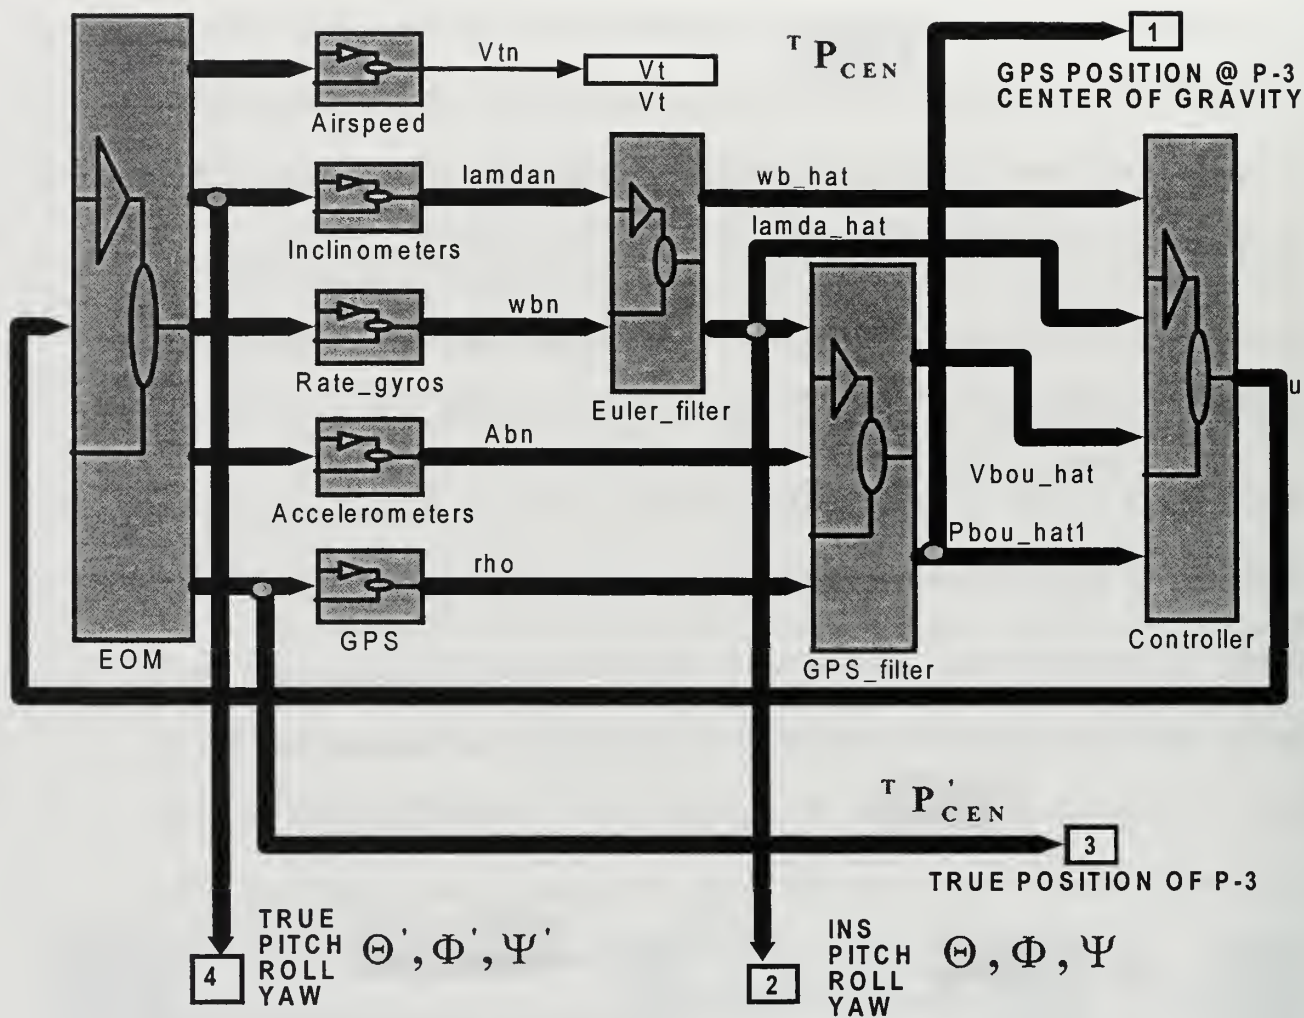 Vtn
Vt
Vt
Airspeed
T P CEN
1
GPS POSITION @ P-3
CENTER OF GRAVITY
lamdan
Inclinometers
wb_hat
lamda_hat
wbn
Rate_gyros
Euler_filter
u
Abn
Accelerometers
Vbou_hat
rho
Pbou_hat1
GPS
EOM
GPS_filter
Controller
T P' CEN
3
TRUE POSITION OF P-3
4
TRUE
PITCH
ROLL
YAW
Θ', Φ', Ψ'
2
INS
PITCH
ROLL
YAW
Θ, Φ, Ψ